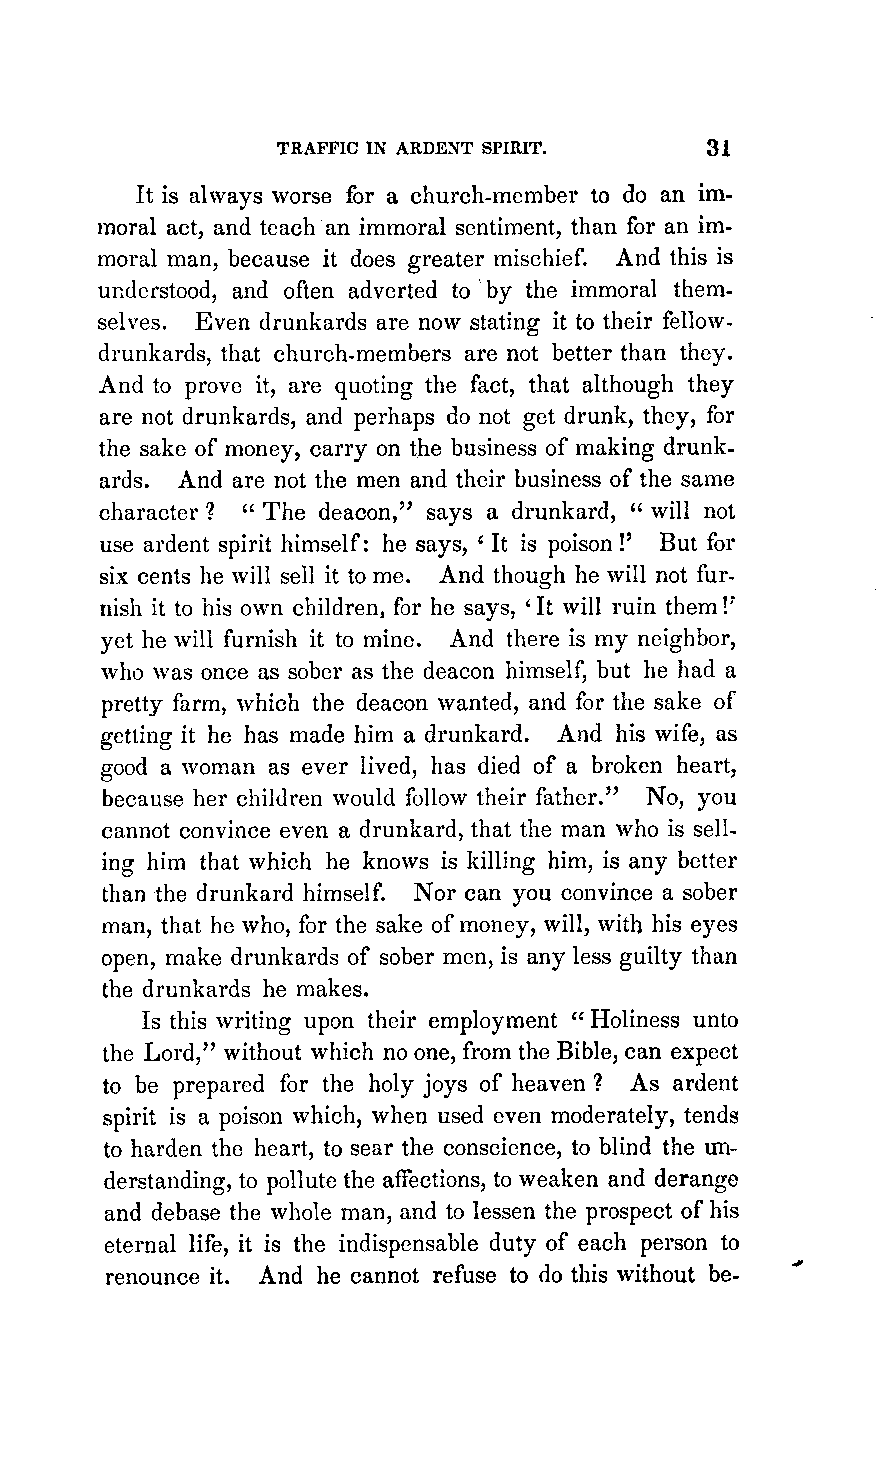 TRAFFIC IN ARDENT SPIRIT. 31
It is always worse for a church-member to do an im-
moral act, and teach an immoral sentiment, than for an im-
moral man, because it does greater mischief. And this is
understood, and often adverted to by the immoral them-
selves. Even drunkards are now stating it to their fellow-
drunkards, that church-members are not better than they.
And to prove it, are quoting the fact, that although they
are not drunkards, and perhaps do not get drunk, they, for
the sake of money, carry on the business of making drunk-
ards. And are not the men and their business of the same
character? “The deacon,” says a drunkard, “will not
use ardent spirit himself: he says, ‘It is poison!’ But for
six cents he will sell it to me. And though he will not fur-
nish it to his own children, for he says, ‘It will ruin them!’
yet he will furnish it to mine. And there is my neighbor,
who was once as sober as the deacon himself, but he had a
pretty farm, which the deacon wanted, and for the sake of
getting it he has made him a drunkard. And his wife, as
good a woman as ever lived, has died of a broken heart,
because her children would follow their father.” No, you
cannot convince even a drunkard, that the man who is sell-
ing him that which he knows is killing him, is any better
than the drunkard himself. Nor can you convince a sober
man, that he who, for the sake of money, will, with his eyes
open, make drunkards of sober men, is any less guilty than
the drunkards he makes.
Is this writing upon their employment “Holiness unto
the Lord,” without which no one, from the Bible, can expect
to be prepared for the holy joys of heaven? As ardent
spirit is a poison which, when used even moderately, tends
to harden the heart, to sear the conscience, to blind the un-
derstanding, to pollute the affections, to weaken and derange
and debase the whole man, and to lessen the prospect of his
eternal life, it is the indispensable duty of each person to
renounce it. And he cannot refuse to do this without be-